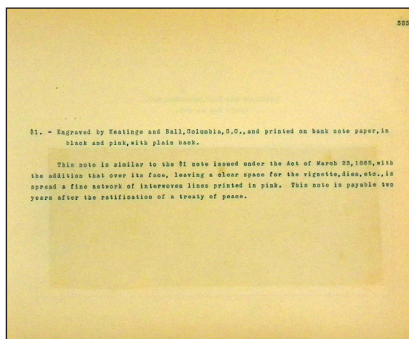 333
$1. - Engraved by Keatinge and Ball,Columbia,S.C.,and printed on bank note paper,in
black and pink,with plain back.
This note is similar to the $1 note issued under the Act of March 23,1863,with
the addition that over its face, leaving a clear space for the vignette,dies,etc.,is
spread a fine network of interwoven lines printed in pink. This note is payable two
years after the ratification of a treaty of peace.